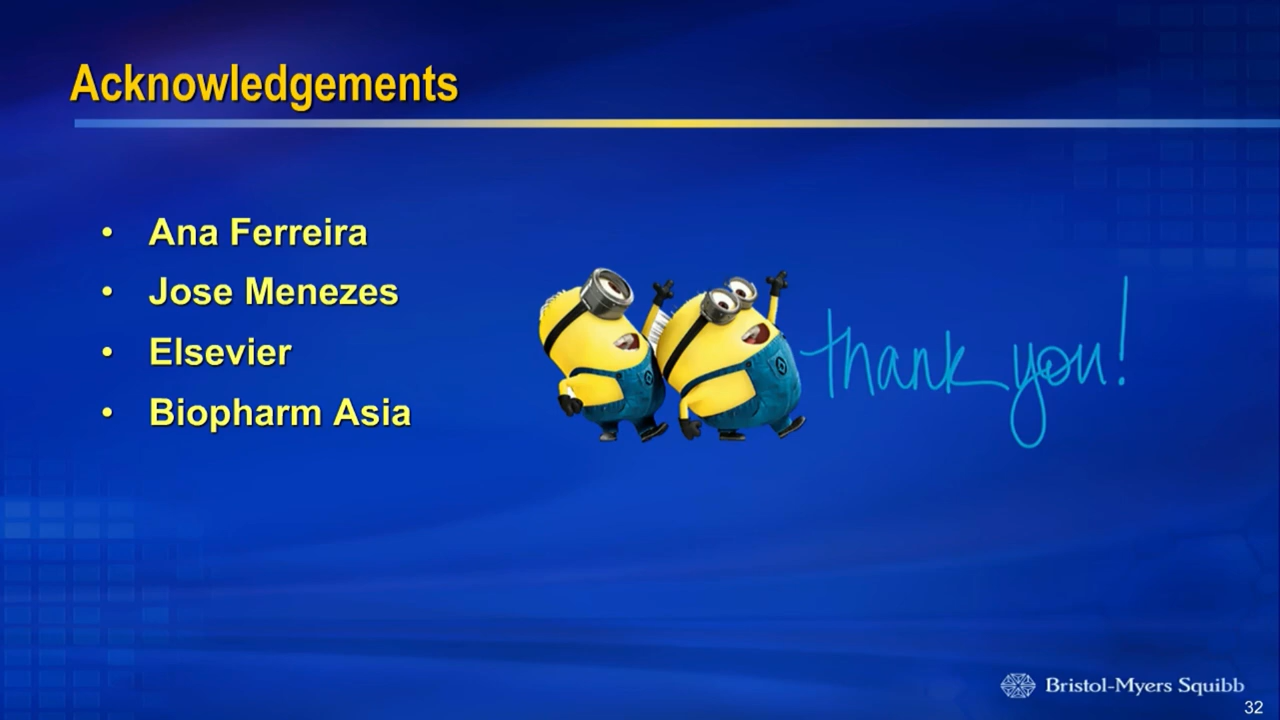 Acknowledgements
• Ana Ferreira
• Jose Menezes
• Elsevier
• Biopharm Asia
thank you!
Bristol-Myers Squibb
32